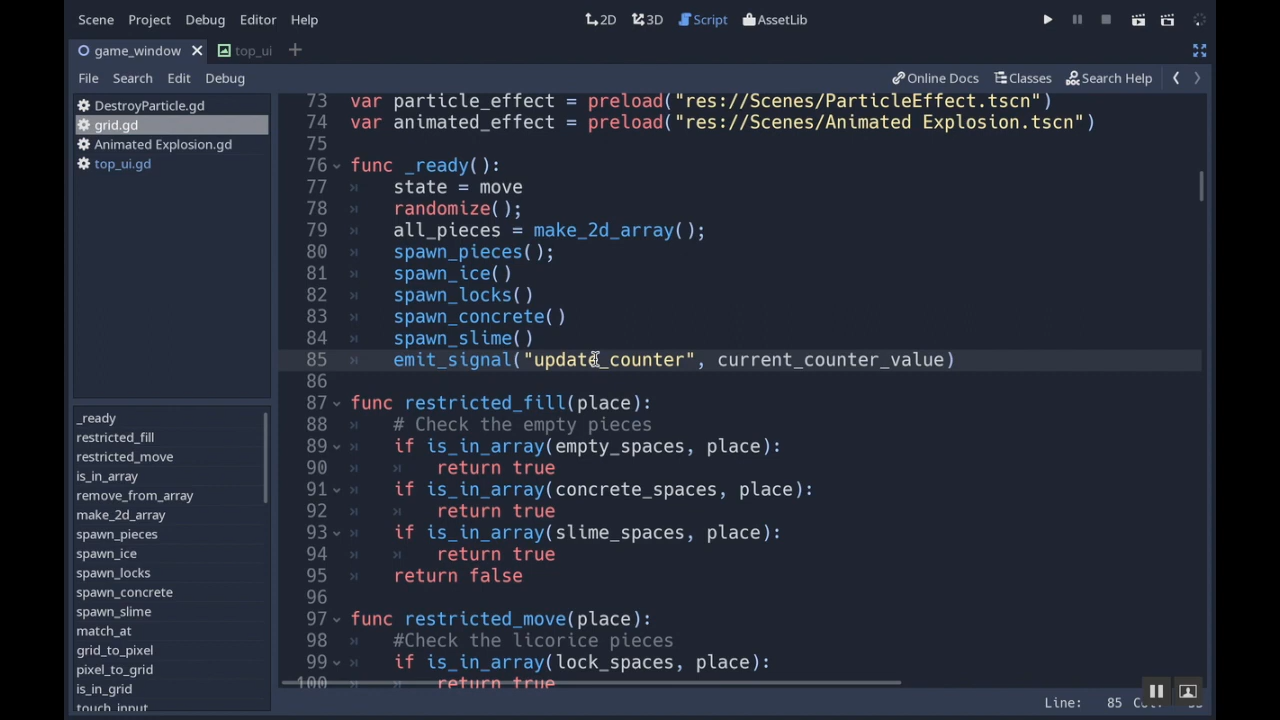 Scene Project Debug Editor Help 2D 3D Script AssetLib
game_window top_ui
File Search Edit Debug Online Docs Classes Search Help
DestroyParticle.gd
grid.gd
Animated Explosion.gd
top_ui.gd
_ready
restricted_fill
restricted_move
is_in_array
remove_from_array
make_2d_array
spawn_pieces
spawn_ice
spawn_locks
spawn_concrete
spawn_slime
match_at
grid_to_pixel
pixel_to_grid
is_in_grid
touch_input
73 var particle_effect = preload("res://Scenes/ParticleEffect.tscn")
74 var animated_effect = preload("res://Scenes/Animated Explosion.tscn")
75
76 func _ready():
77 state = move
78 randomize();
79 all_pieces = make_2d_array();
80 spawn_pieces();
81 spawn_ice()
82 spawn_locks()
83 spawn_concrete()
84 spawn_slime()
85 emit_signal("update_counter", current_counter_value)
86
87 func restricted_fill(place):
88 # Check the empty pieces
89 if is_in_array(empty_spaces, place):
90 return true
91 if is_in_array(concrete_spaces, place):
92 return true
93 if is_in_array(slime_spaces, place):
94 return true
95 return false
96
97 func restricted_move(place):
98 #Check the licorice pieces
99 if is_in_array(lock_spaces, place):
100 return true
Line: 85